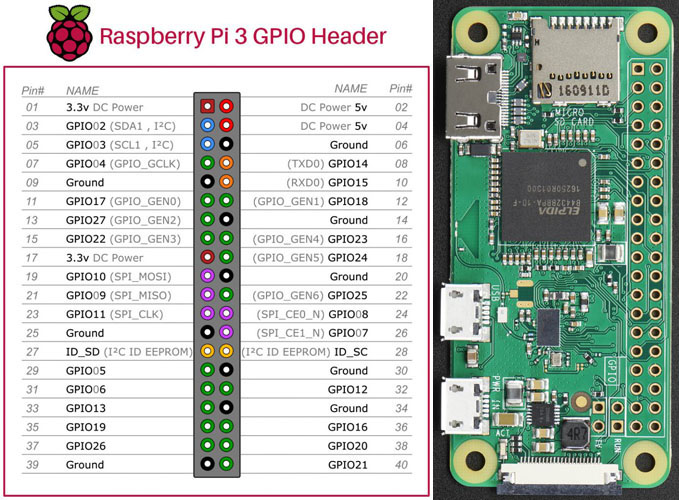 Raspberry Pi 3 GPIO Header
Pin# NAME NAME Pin#
01 3.3v DC Power DC Power 5v 02
03 GPIO02 (SDA1 , I²C) DC Power 5v 04
05 GPIO03 (SCL1 , I²C) Ground 06
07 GPIO04 (GPIO_GCLK) (TXD0) GPIO14 08
09 Ground (RXD0) GPIO15 10
11 GPIO17 (GPIO_GEN0) (GPIO_GEN1) GPIO18 12
13 GPIO27 (GPIO_GEN2) Ground 14
15 GPIO22 (GPIO_GEN3) (GPIO_GEN4) GPIO23 16
17 3.3v DC Power (GPIO_GEN5) GPIO24 18
19 GPIO10 (SPI_MOSI) Ground 20
21 GPIO09 (SPI_MISO) (GPIO_GEN6) GPIO25 22
23 GPIO11 (SPI_CLK) (SPI_CE0_N) GPIO08 24
25 Ground (SPI_CE1_N) GPIO07 26
27 ID_SD (I²C ID EEPROM) (I²C ID EEPROM) ID_SC 28
29 GPIO05 Ground 30
31 GPIO06 GPIO12 32
33 GPIO13 Ground 34
35 GPIO19 GPIO16 36
37 GPIO26 GPIO20 38
39 Ground GPIO21 40
MICRO
SD CARD
ELPIDA
USB
GPIO
PWR IN
ACT
4R7
RUN